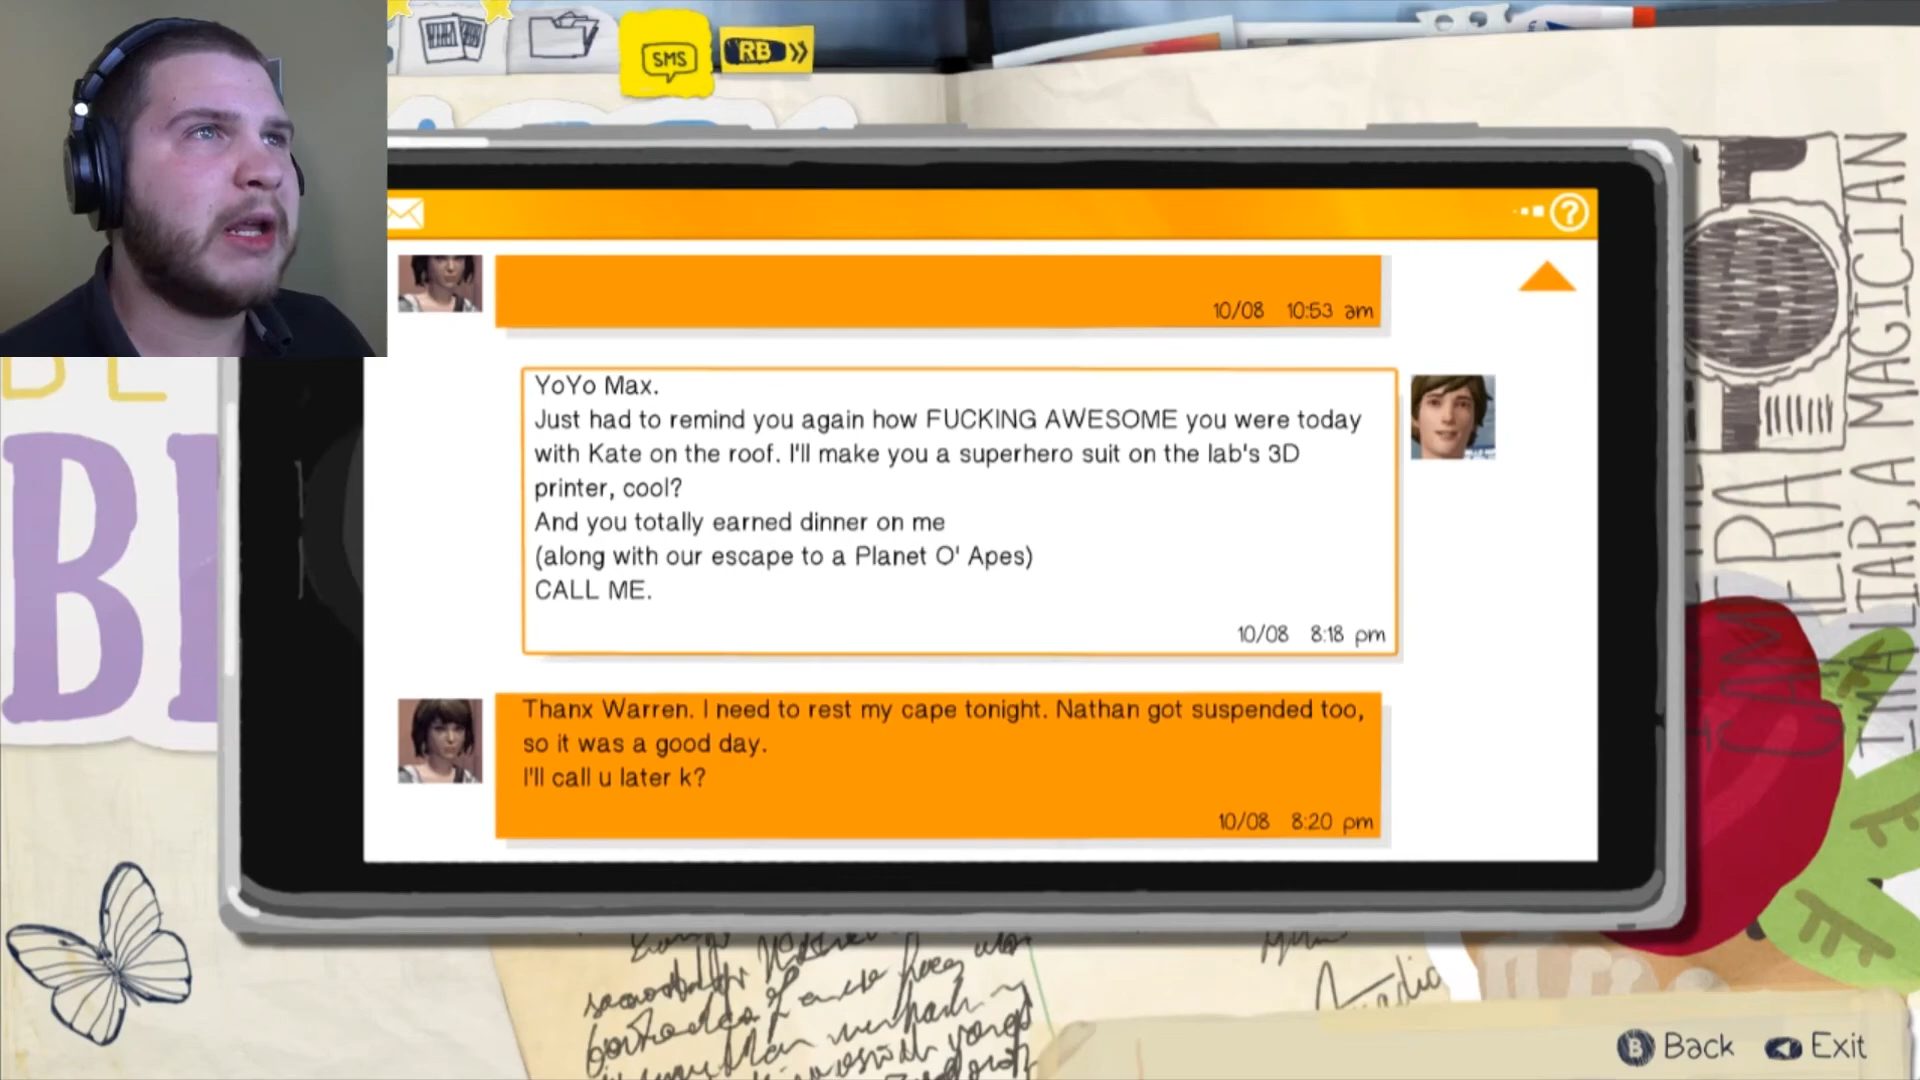 SMS
RB
10/08 10:53 am
YoYo Max.
Just had to remind you again how FUCKING AWESOME you were today
with Kate on the roof. I'll make you a superhero suit on the lab's 3D
printer, cool?
And you totally earned dinner on me
(along with our escape to a Planet O' Apes)
CALL ME.
10/08 8:18 pm
Thanx Warren. I need to rest my cape tonight. Nathan got suspended too,
so it was a good day.
I'll call u later k?
10/08 8:20 pm
LIAR, A MAGICIAN
B Back
Exit